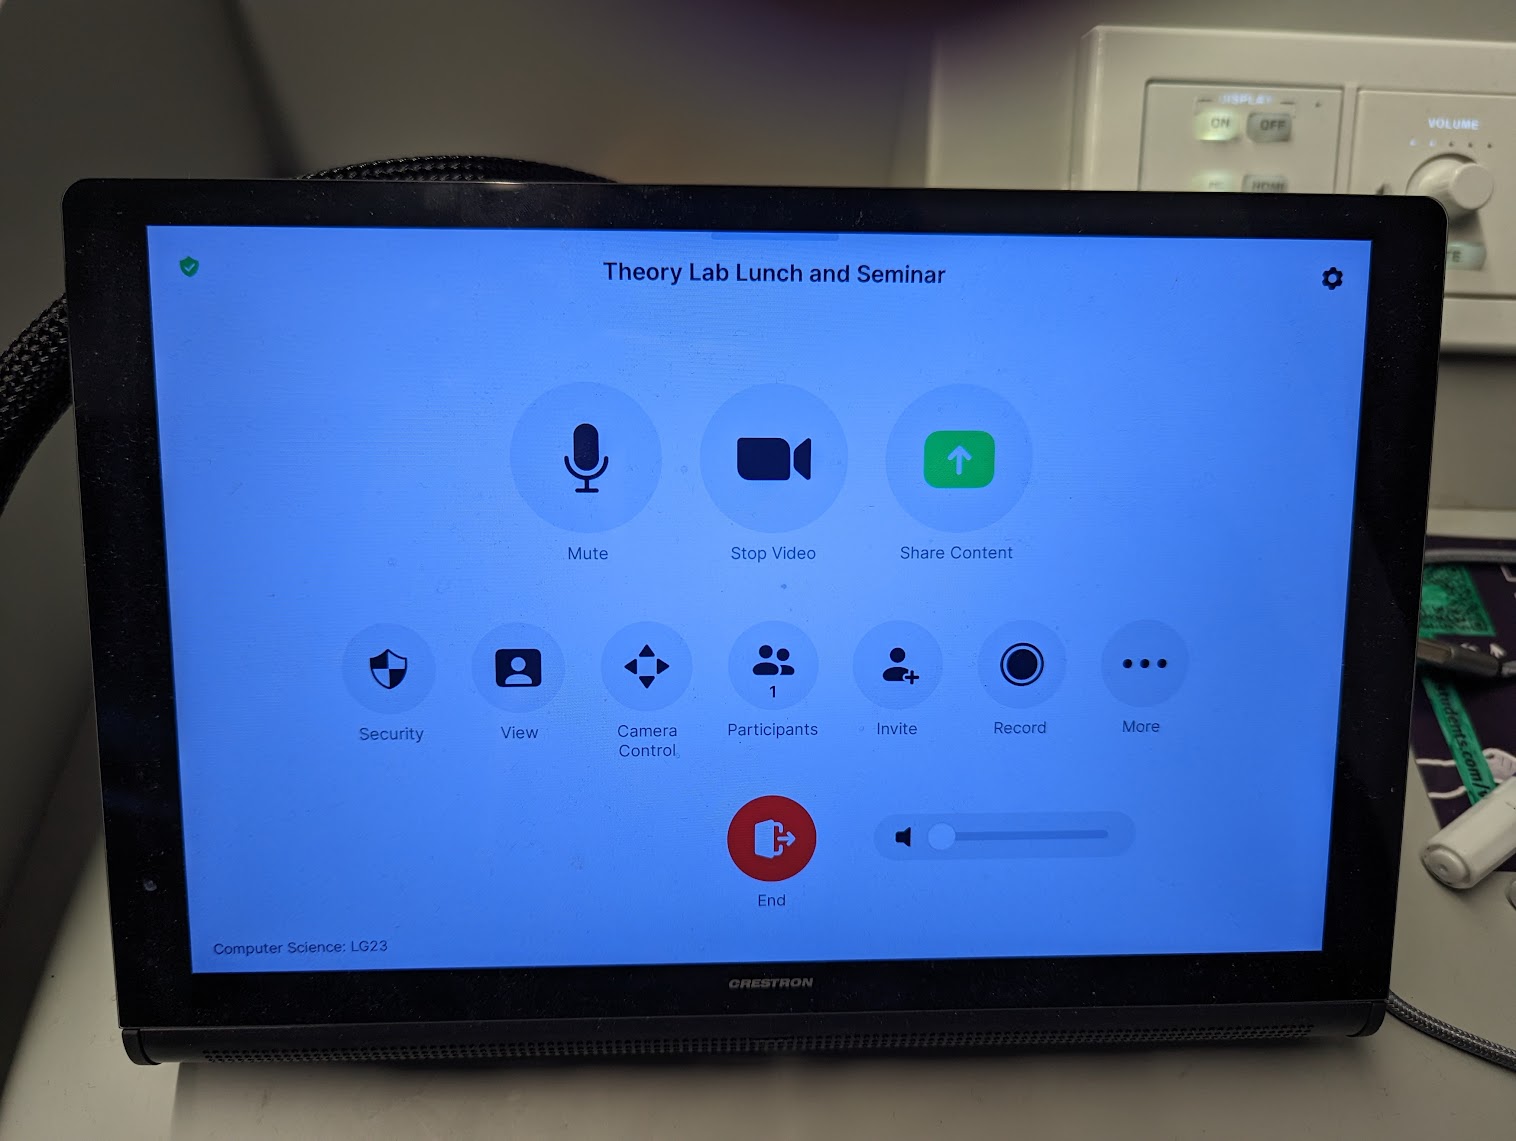 DISPLAY
ON OFF
VOLUME
Theory Lab Lunch and Seminar
Mute Stop Video Share Content
1
Security View Camera Control Participants Invite Record More
End
Computer Science: LG23
CRESTRON